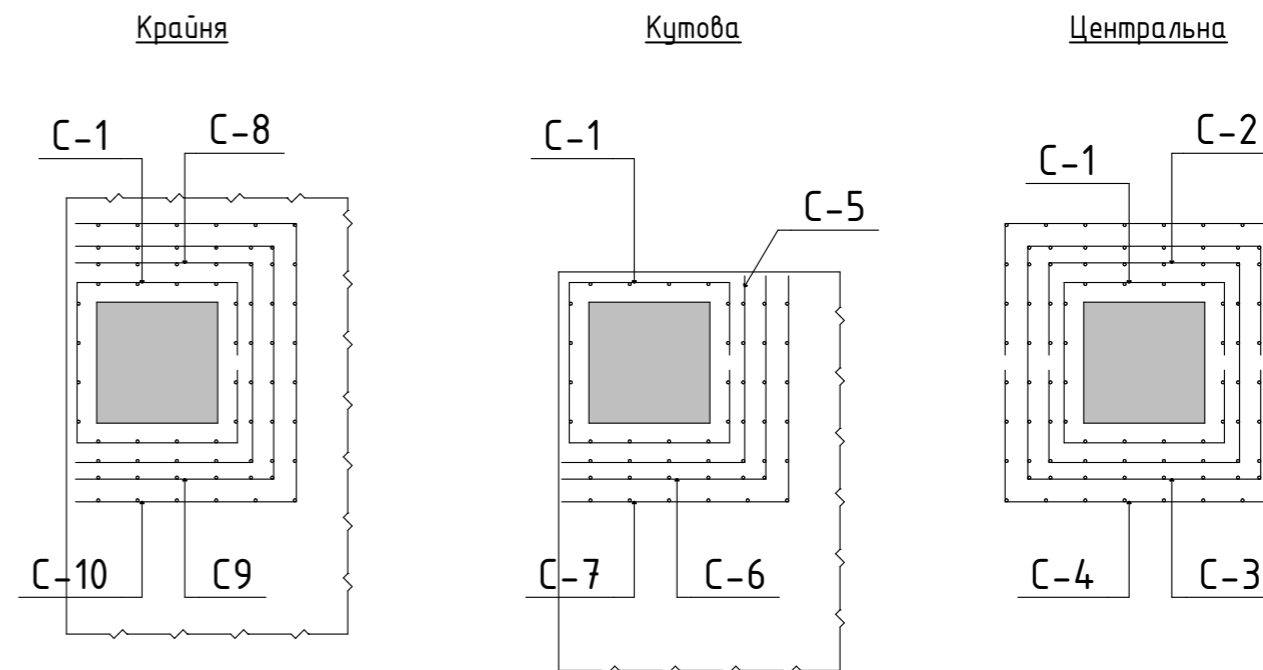 Крайня
Кутова
Центральна
С-1
С-8
С-1
С-5
С-1
С-2
С-10
С9
С-7
С-6
С-4
С-3